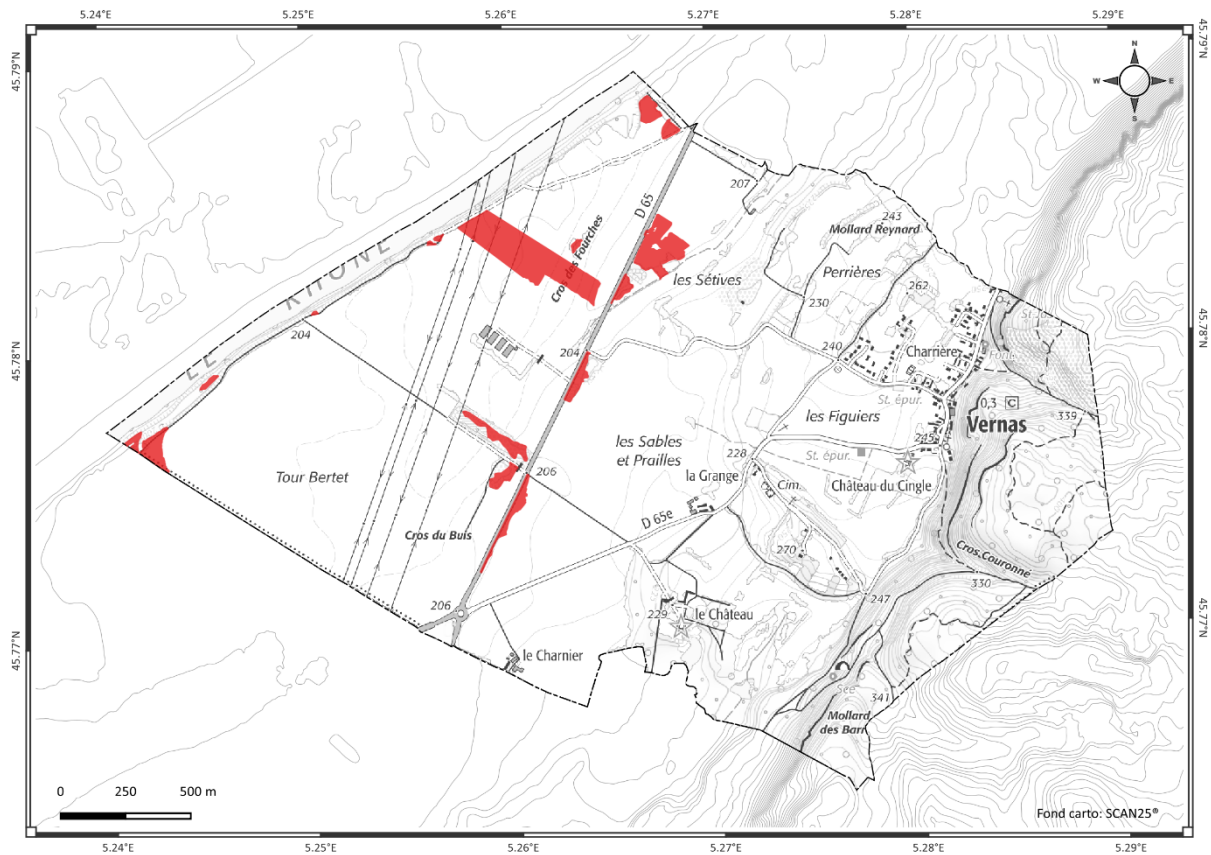 5.24°E 5.25°E 5.26°E 5.27°E 5.28°E 5.29°E
45.79°N
45.79°N
N
W E
S
D 65
207
243
Mollard Reynard
LE RHÔNE
Cros des Fourches
les Sétives
Perrières
262
230
204
204
240
Charrière
Font.
45.78°N
45.78°N
St. épur.
0,3 C
339
les Figuiers
Vernas
245
les Sables
et Prailles
228
St. épur.
206
la Grange
Château du Cingle
Tour Bertet
Cim.
D 65e
Cros du Buis
270
Cros Couronne
330
247
206
229
le Château
45.77°N
45.77°N
le Charnier
341
Mollard
des Barr
0 250 500 m
Fond carto: SCAN25®
5.24°E 5.25°E 5.26°E 5.27°E 5.28°E 5.29°E